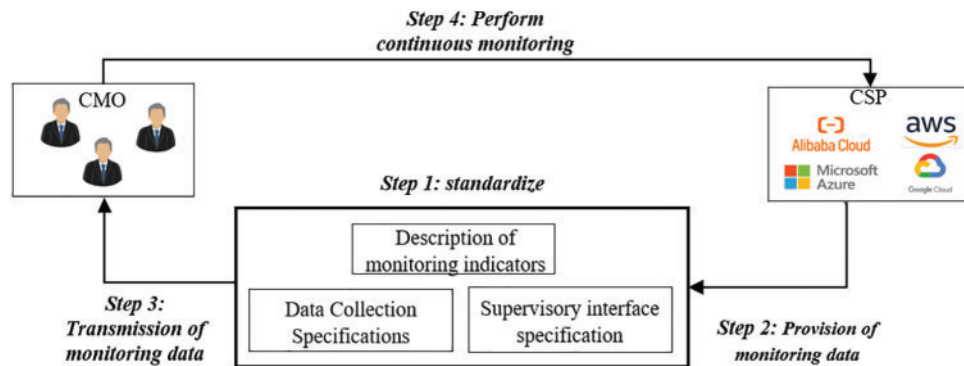 Step 4: Perform
continuous monitoring
CMO
CSP
Alibaba Cloud
aws
Microsoft
Azure
Google Cloud
Step 1: standardize
Description of
monitoring indicators
Data Collection
Specifications
Supervisory interface
specification
Step 3:
Transmission of
monitoring data
Step 2: Provision of
monitoring data